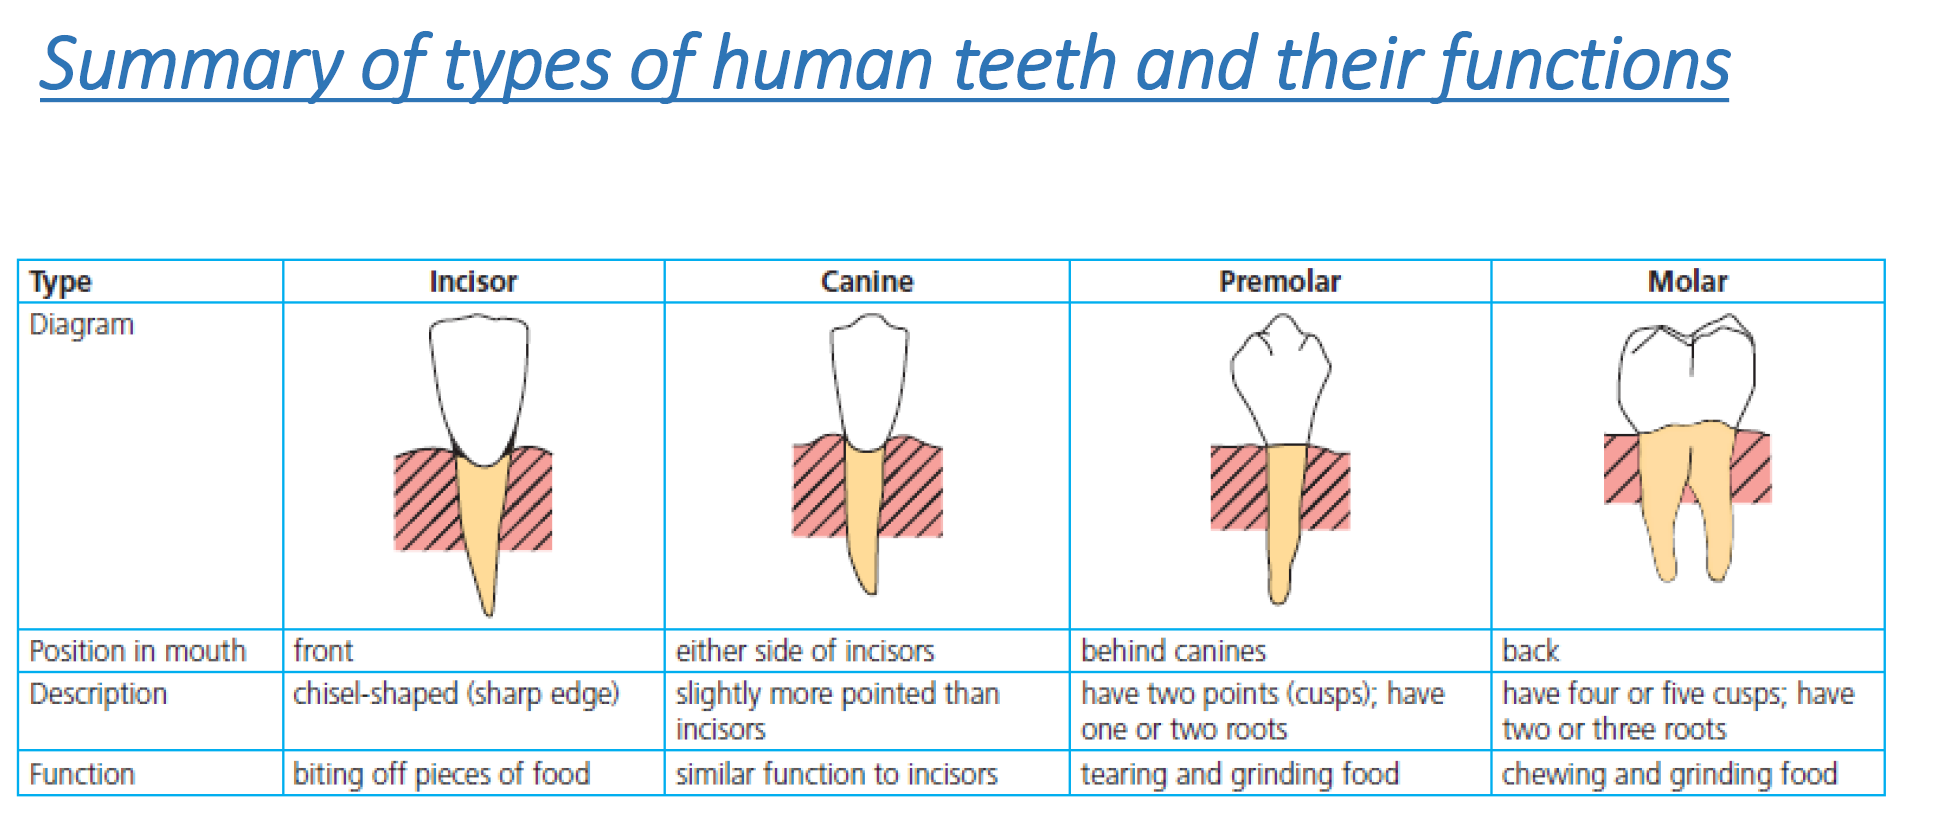 Summary of types of human teeth and their functions
Type Incisor Canine Premolar Molar
Diagram
Position in mouth front either side of incisors behind canines back
Description chisel-shaped (sharp edge) slightly more pointed than incisors have two points (cusps); have one or two roots have four or five cusps; have two or three roots
Function biting off pieces of food similar function to incisors tearing and grinding food chewing and grinding food